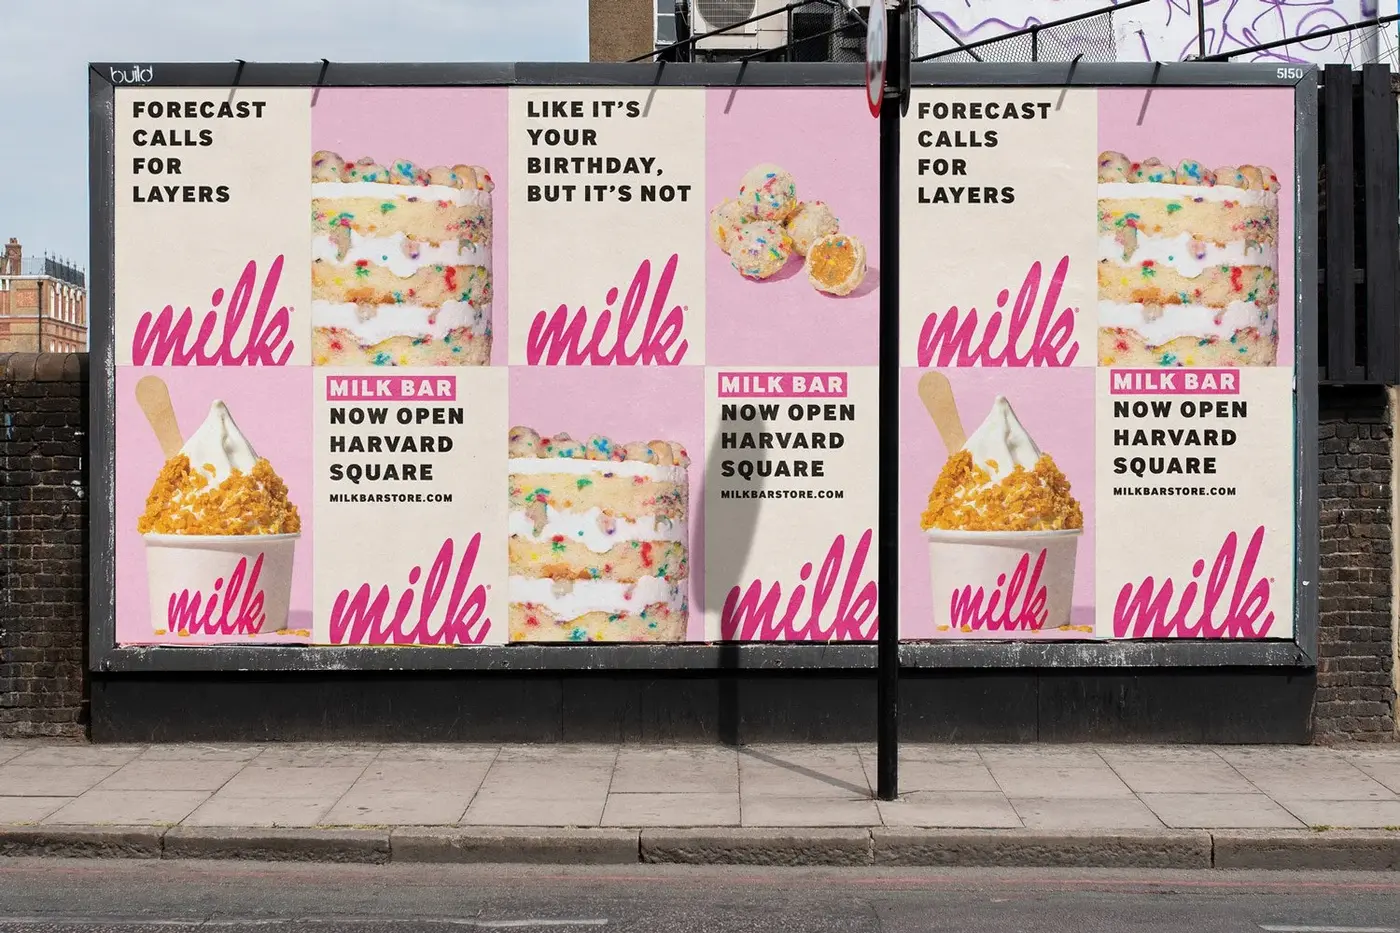 build
5150
FORECAST
CALLS
FOR
LAYERS
milk
LIKE IT'S
YOUR
BIRTHDAY,
BUT IT'S NOT
milk
FORECAST
CALLS
FOR
LAYERS
milk
milk
MILK BAR
NOW OPEN
HARVARD
SQUARE
MILKBARSTORE.COM
milk
MILK BAR
NOW OPEN
HARVARD
SQUARE
MILKBARSTORE.COM
milk
milk
MILK BAR
NOW OPEN
HARVARD
SQUARE
MILKBARSTORE.COM
milk